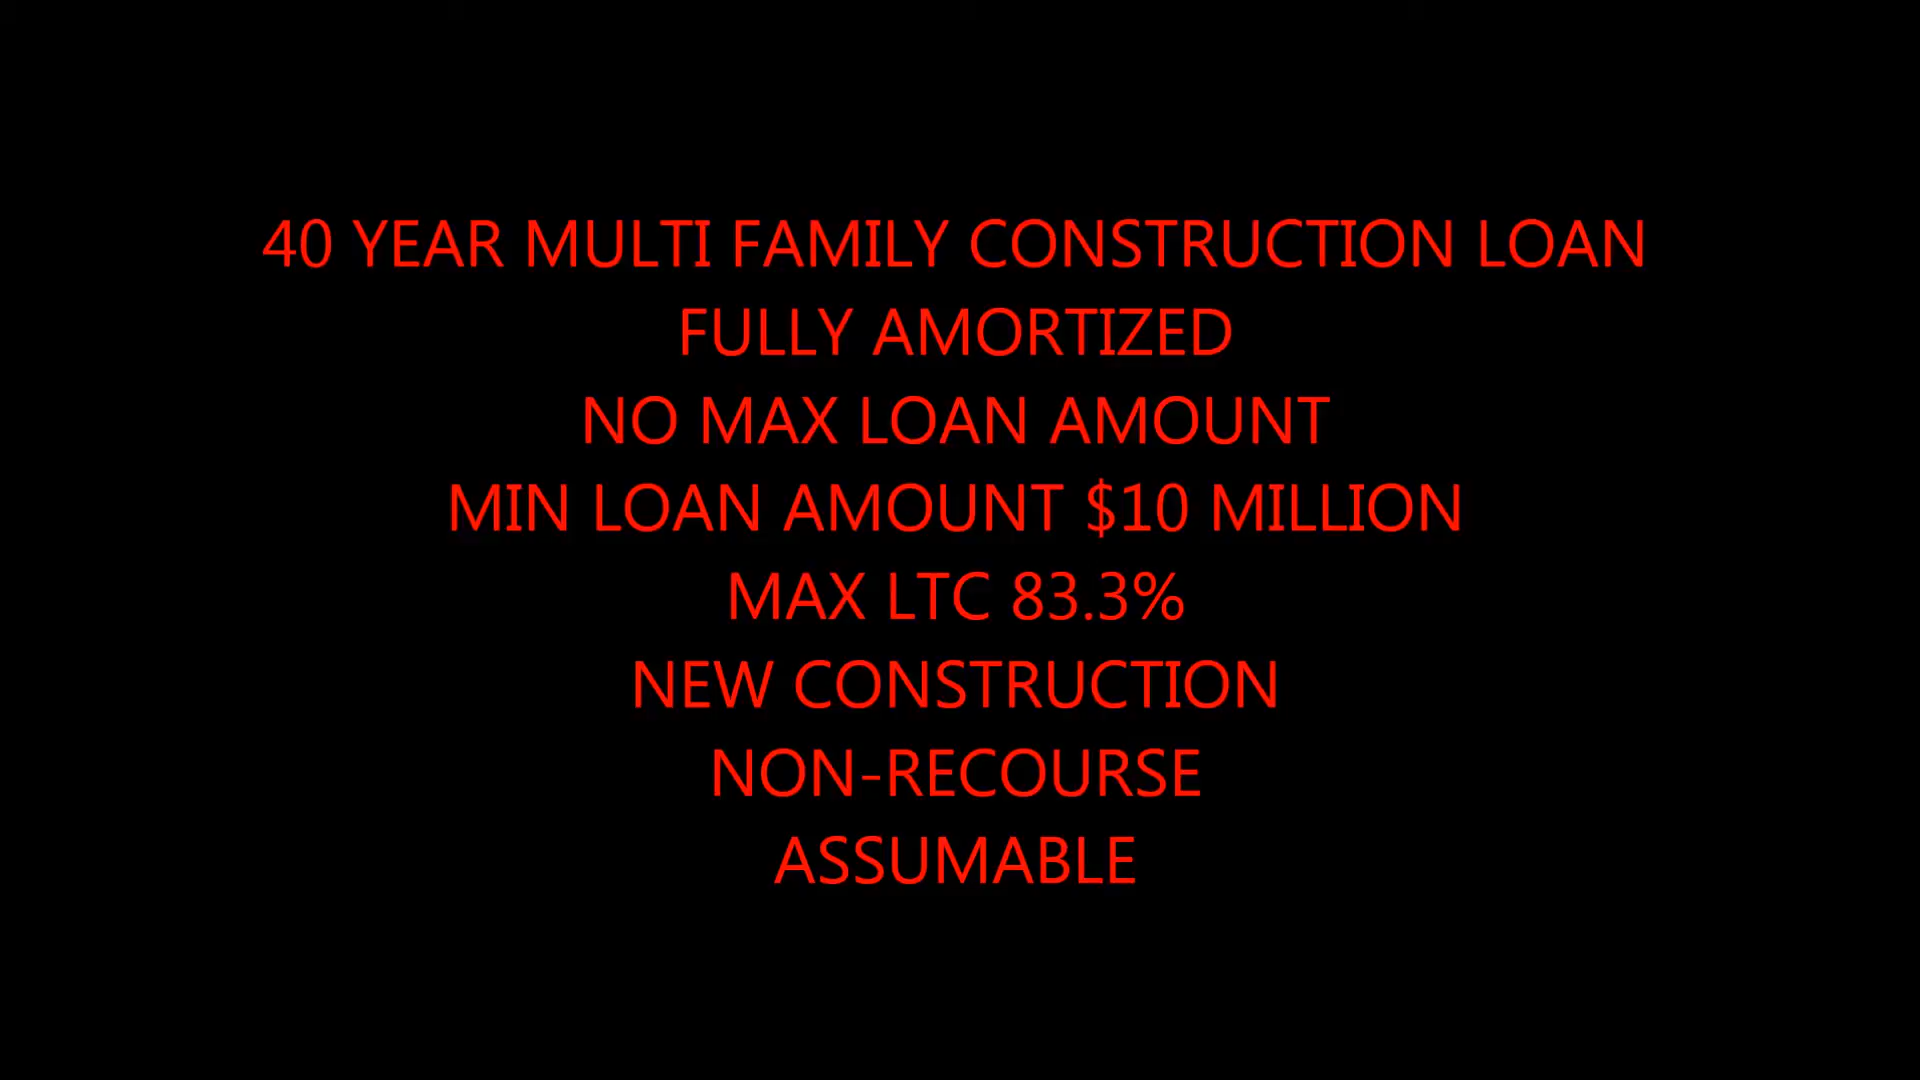 40 YEAR MULTI FAMILY CONSTRUCTION LOAN
FULLY AMORTIZED
NO MAX LOAN AMOUNT
MIN LOAN AMOUNT $10 MILLION
MAX LTC 83.3%
NEW CONSTRUCTION
NON-RECOURSE
ASSUMABLE